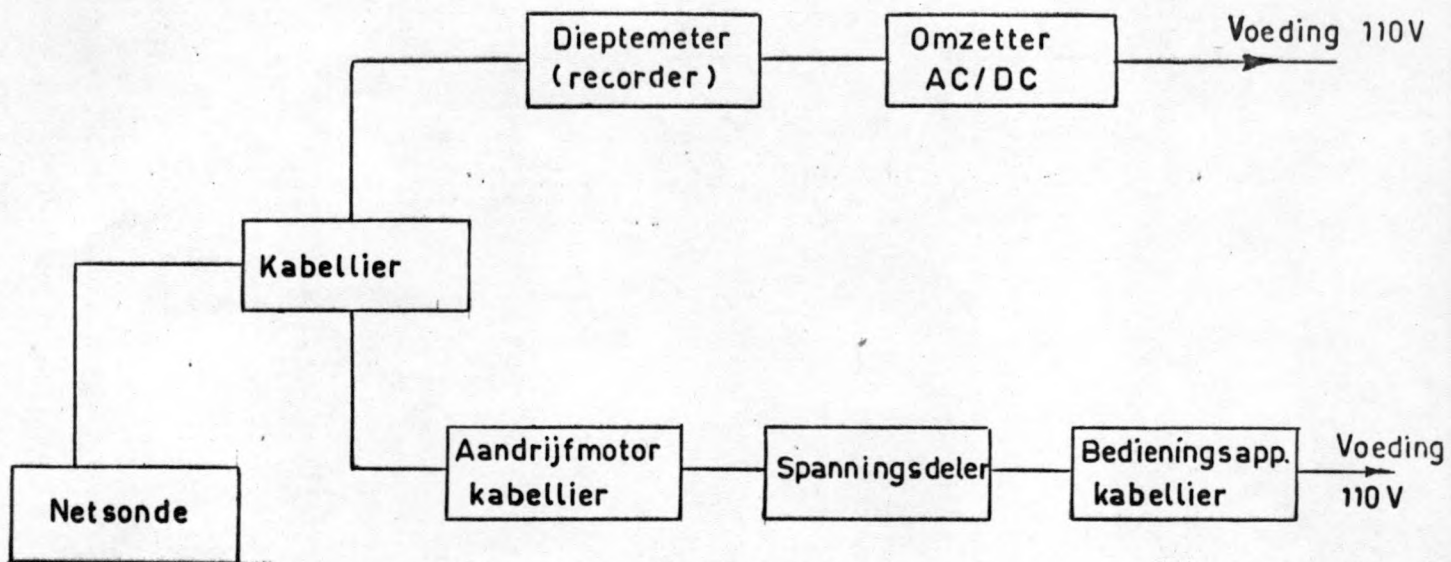 Dieptemeter
(recorder)
Omzetter
AC/DC
Voeding 110V
Kabellier
Netsonde
Aandrijfmotor
kabellier
Spanningsdeler
Bedieningsapp.
kabellier
Voeding
110V